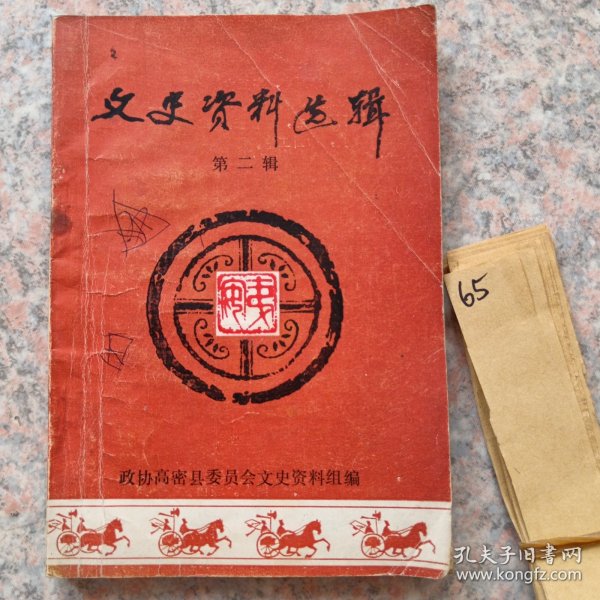 文史资料选辑
第二辑
政协高密县委员会文史资料组编
65
孔夫子旧书网
www.kongfz.com